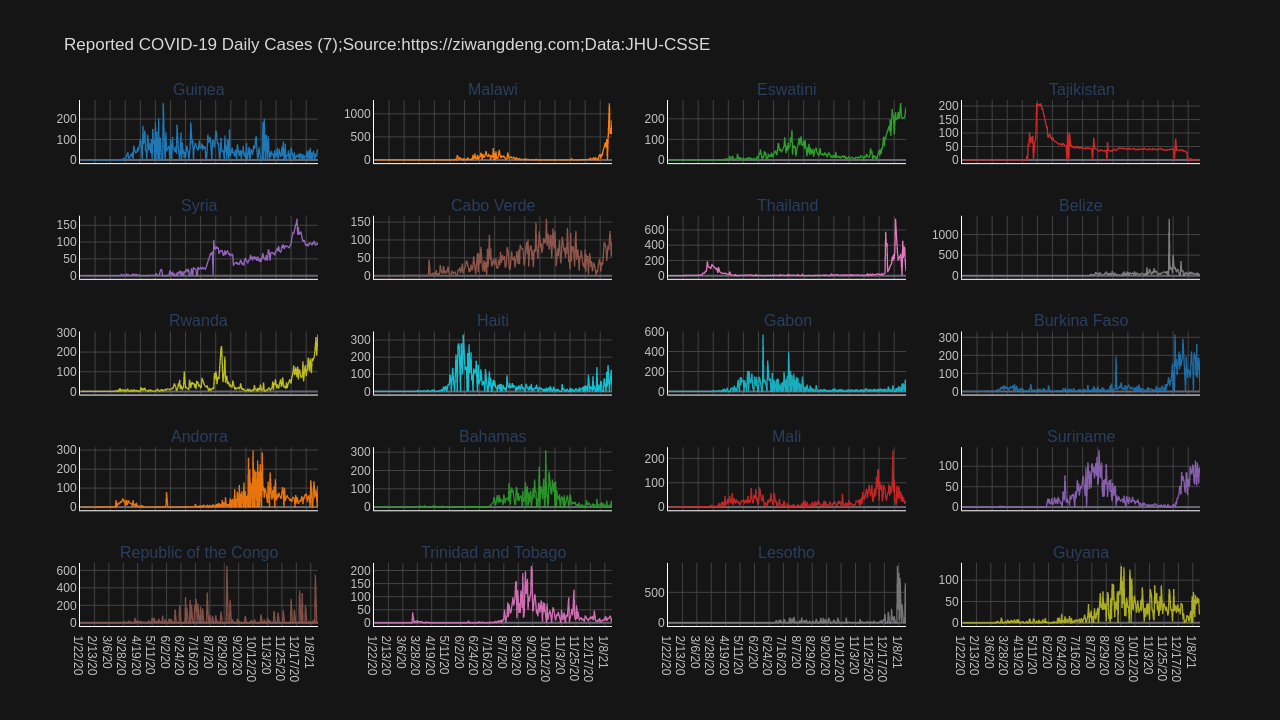 Reported COVID-19 Daily Cases (7);Source:https://ziwangdeng.com;Data:JHU-CSSE
Guinea Malawi Eswatini Tajikistan
200 100 0 1000 500 0 200 100 0 200 150 100 50 0
Syria Cabo Verde Thailand Belize
150 100 50 0 150 100 50 0 600 400 200 0 1000 500 0
Rwanda Haiti Gabon Burkina Faso
300 200 100 0 300 200 100 0 600 400 200 0 300 200 100 0
Andorra Bahamas Mali Suriname
300 200 100 0 300 200 100 0 200 100 0 100 50 0
Republic of the Congo Trinidad and Tobago Lesotho Guyana
600 400 200 0 200 150 100 50 0 500 0 100 50 0
1/22/20 2/13/20 3/6/20 3/28/20 4/19/20 5/11/20 6/2/20 6/24/20 7/16/20 8/7/20 8/29/20 9/20/20 10/12/20 11/3/20 11/25/20 12/17/20 1/8/21
1/22/20 2/13/20 3/6/20 3/28/20 4/19/20 5/11/20 6/2/20 6/24/20 7/16/20 8/7/20 8/29/20 9/20/20 10/12/20 11/3/20 11/25/20 12/17/20 1/8/21
1/22/20 2/13/20 3/6/20 3/28/20 4/19/20 5/11/20 6/2/20 6/24/20 7/16/20 8/7/20 8/29/20 9/20/20 10/12/20 11/3/20 11/25/20 12/17/20 1/8/21
1/22/20 2/13/20 3/6/20 3/28/20 4/19/20 5/11/20 6/2/20 6/24/20 7/16/20 8/7/20 8/29/20 9/20/20 10/12/20 11/3/20 11/25/20 12/17/20 1/8/21